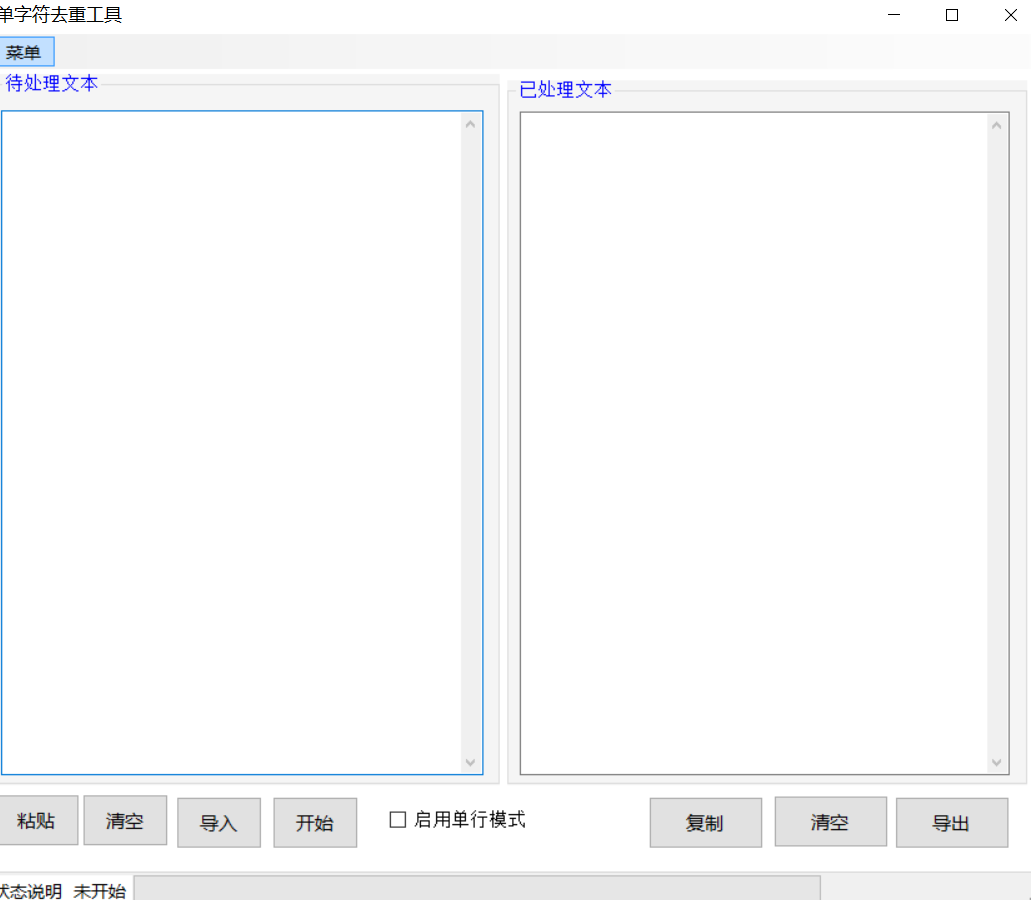 单字符去重工具
菜单
待处理文本
已处理文本
粘贴 清空 导入 开始 启用单行模式 复制 清空 导出
状态说明 未开始